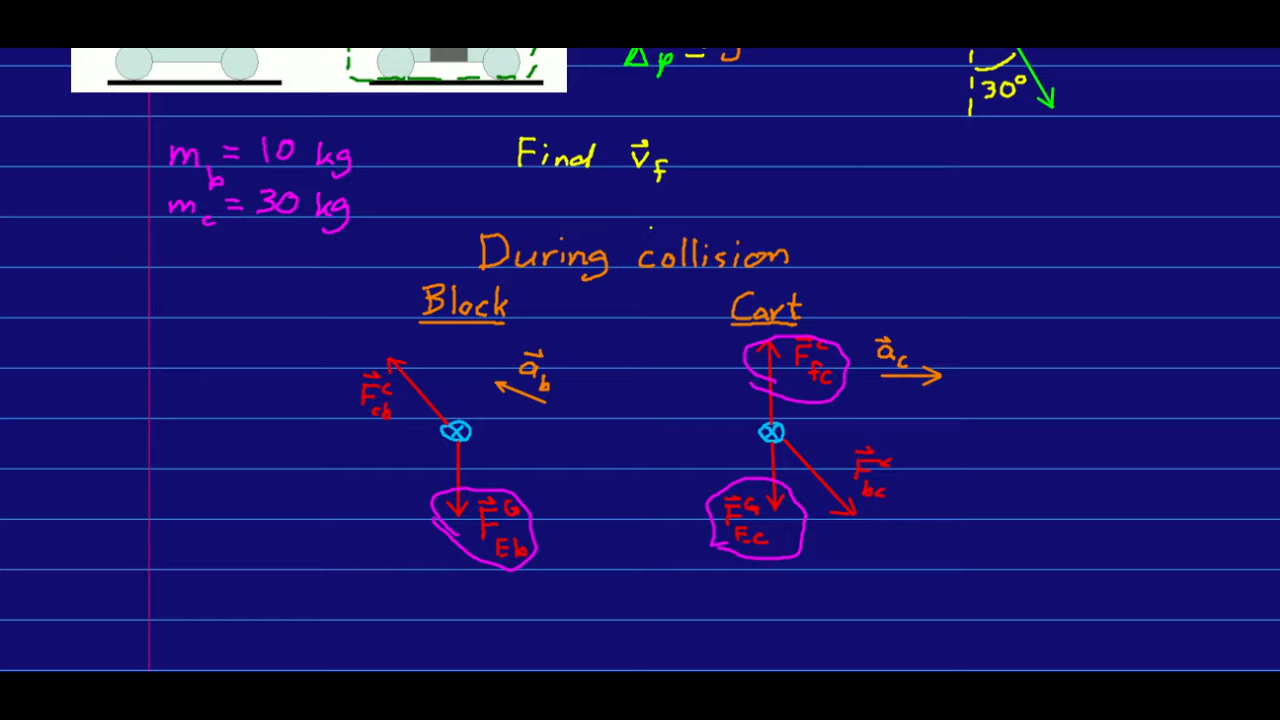 Δp = J
30°
m_b = 10 kg
Find v⃗_f
m_c = 30 kg
During collision
Block
Cart
F⃗^c_fc
a⃗_c
a⃗_b
F⃗^c_cb
F⃗^c_bc
F⃗^G_Eb
F⃗^G_Ec